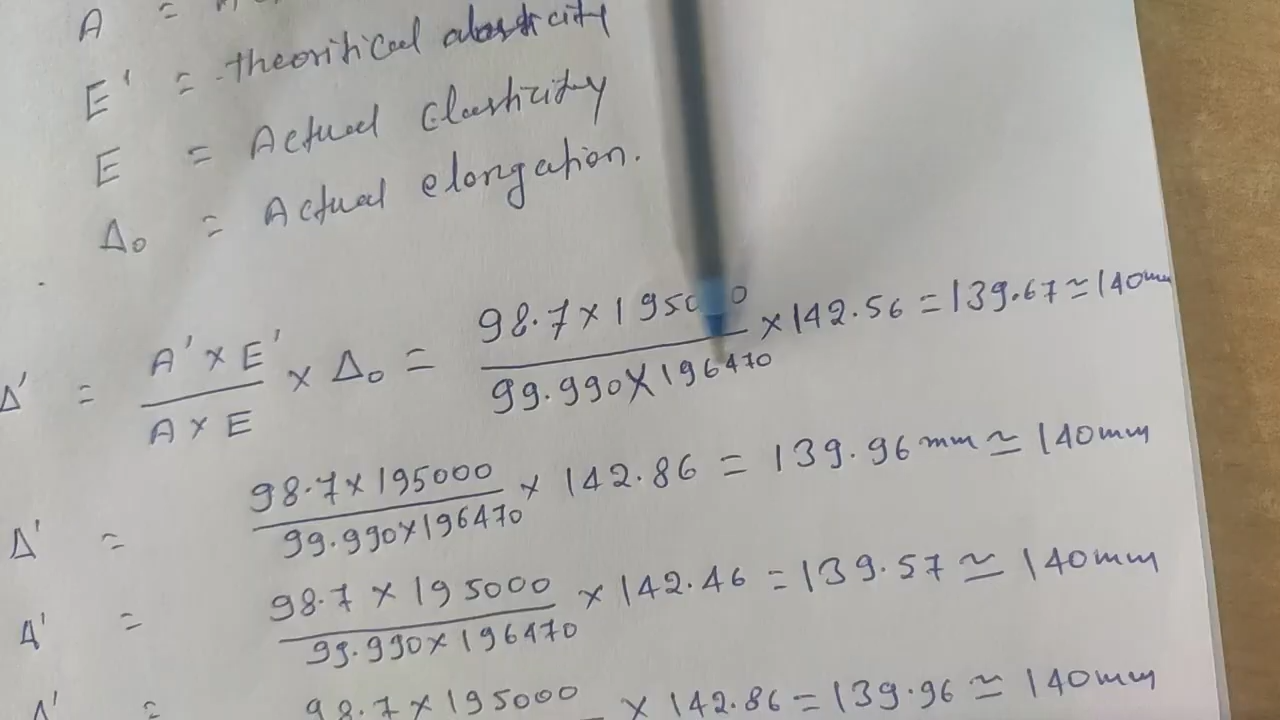 A =
E' = theoritical elasticity
E = Actual Elasticity
Δ₀ = Actual elongation.
Δ' = A' × E' / A × E × Δ₀ = 98.7 × 195000 / 99.990 × 196470 × 142.56 = 139.67 ≃ 140mm
Δ' = 98.7 × 195000 / 99.990 × 196470 × 142.86 = 139.96 mm ≃ 140mm
Δ' = 98.7 × 195000 / 99.990 × 196470 × 142.46 = 139.57 ≃ 140mm
Δ' = 98.7 × 195000 × 142.86 = 139.96 ≃ 140mm